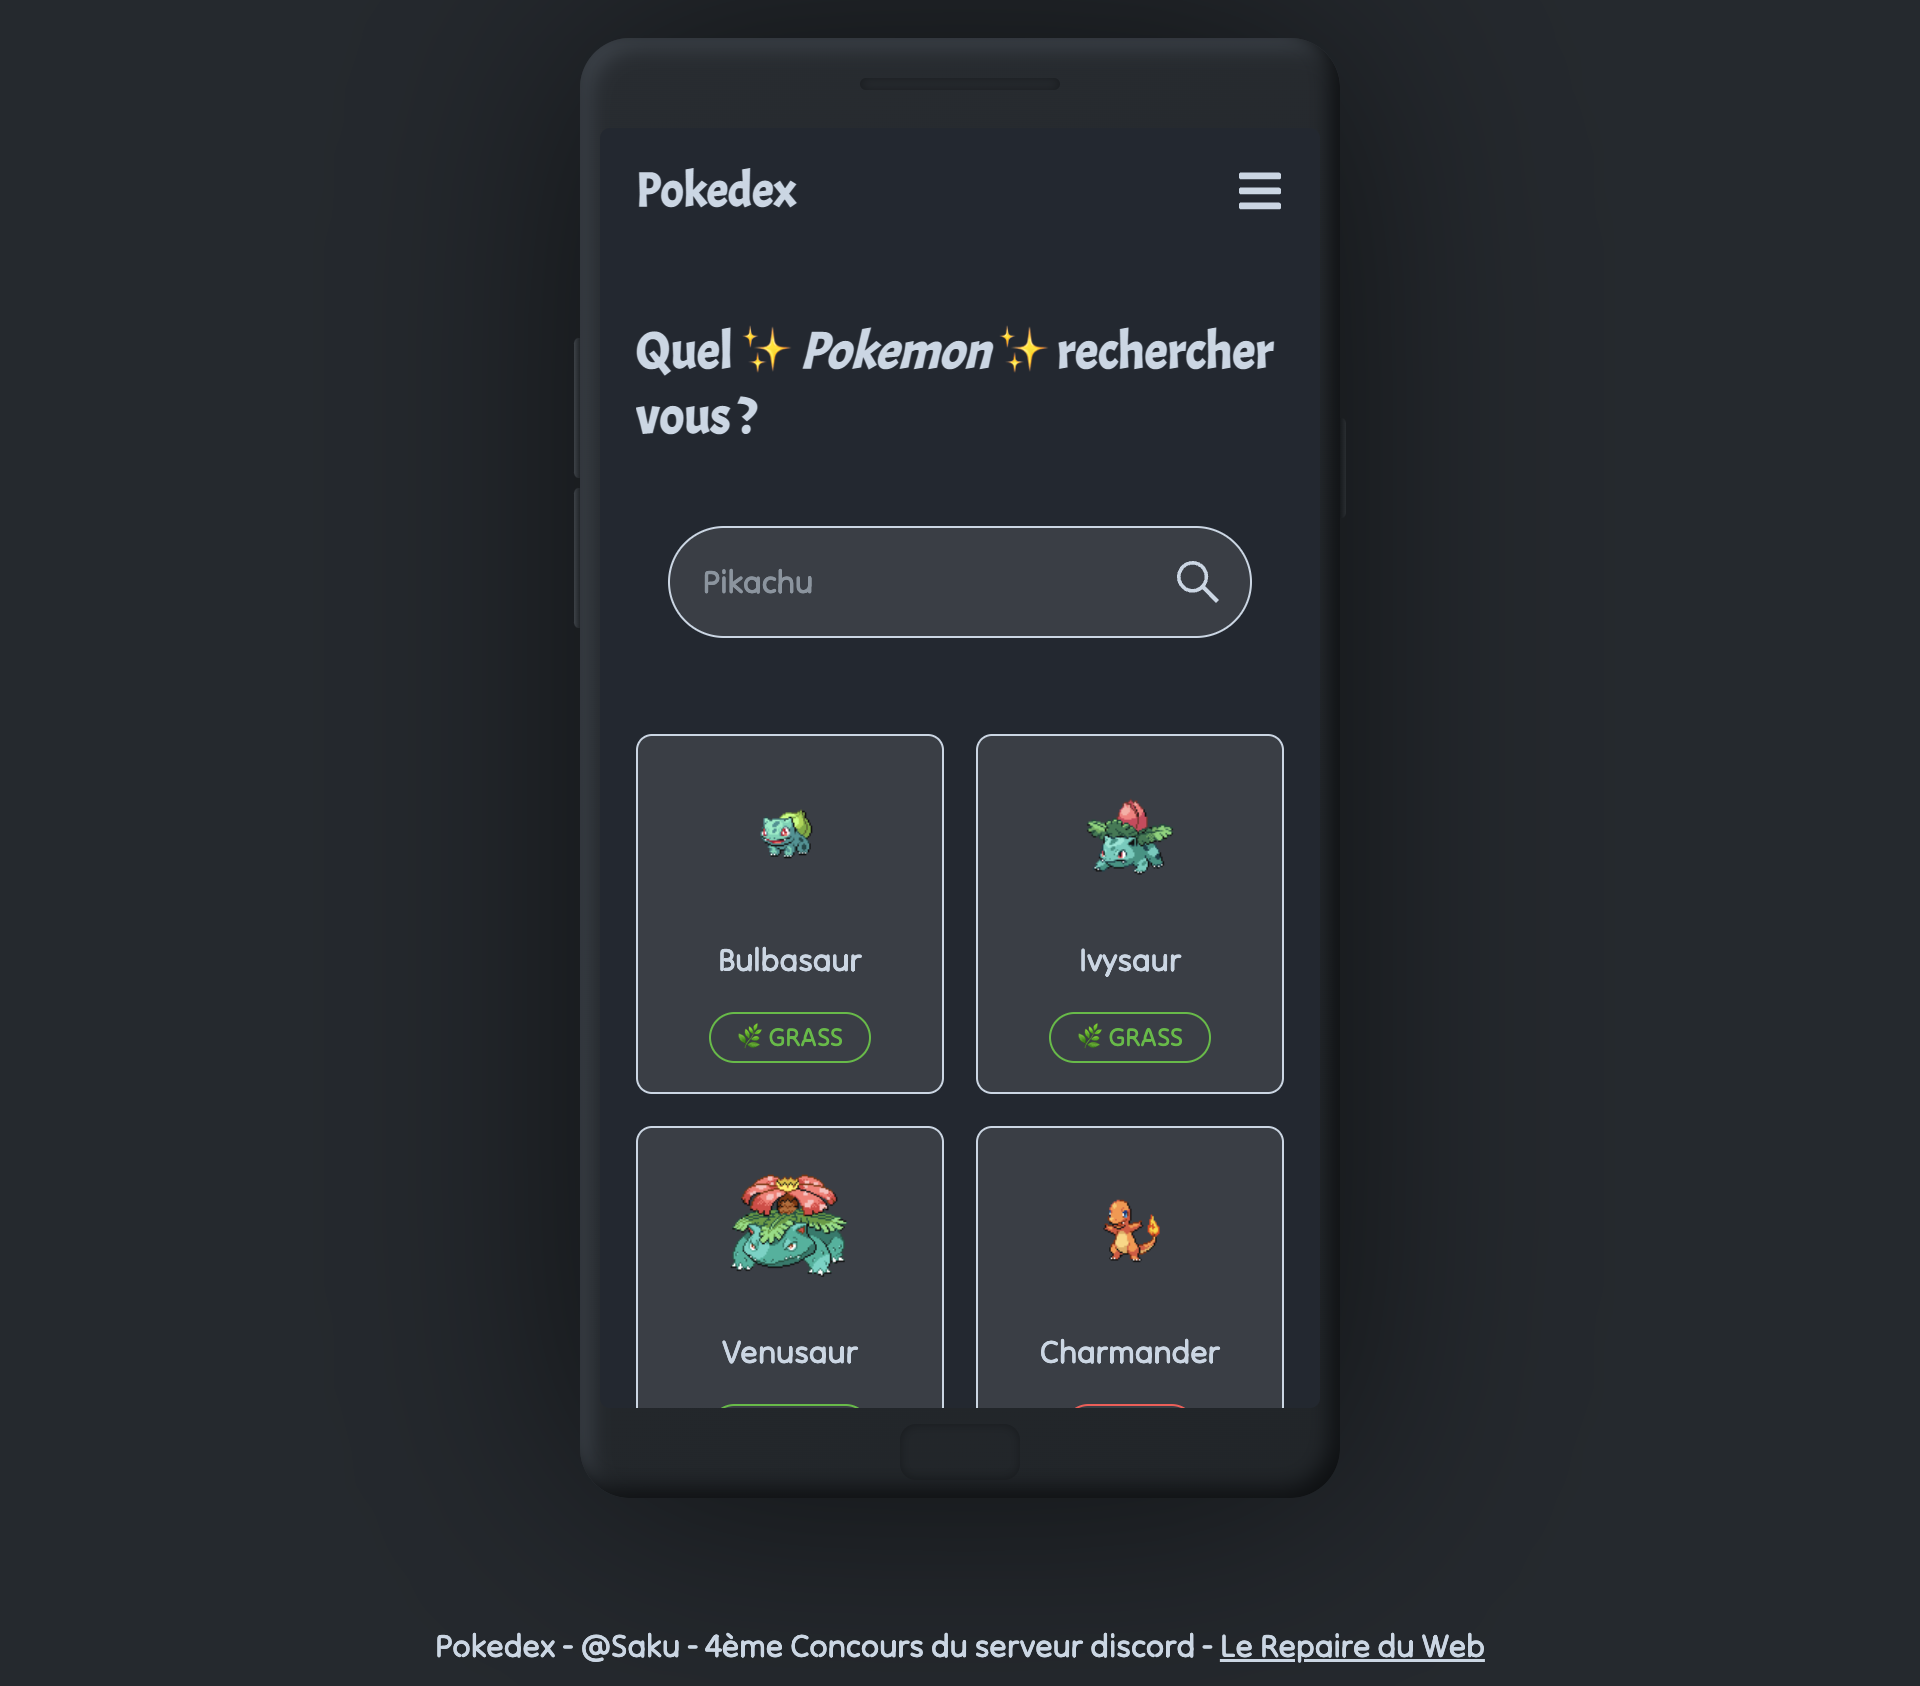 Pokedex
Quel ✨ Pokemon ✨ rechercher
vous ?
Pikachu
Bulbasaur
🌿 GRASS
Ivysaur
🌿 GRASS
Venusaur
Charmander
Pokedex - @Saku - 4ème Concours du serveur discord - Le Repaire du Web